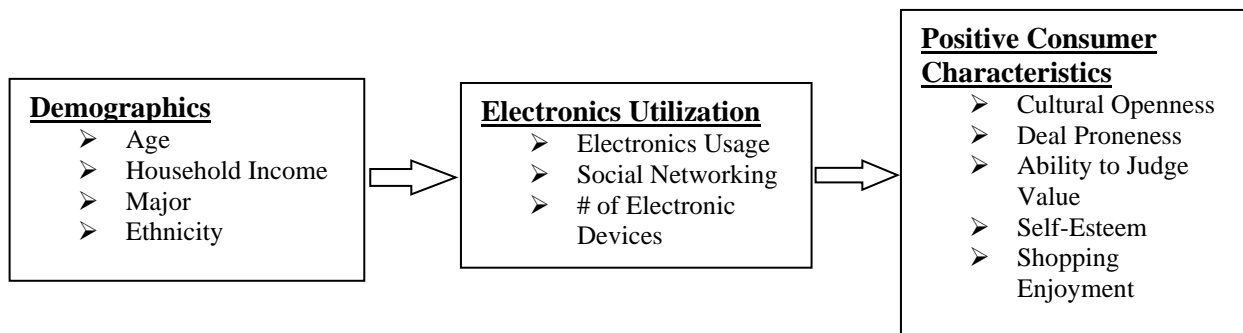 Demographics
➢ Age
➢ Household Income
➢ Major
➢ Ethnicity
Electronics Utilization
➢ Electronics Usage
➢ Social Networking
➢ # of Electronic
Devices
Positive Consumer
Characteristics
➢ Cultural Openness
➢ Deal Proneness
➢ Ability to Judge
Value
➢ Self-Esteem
➢ Shopping
Enjoyment